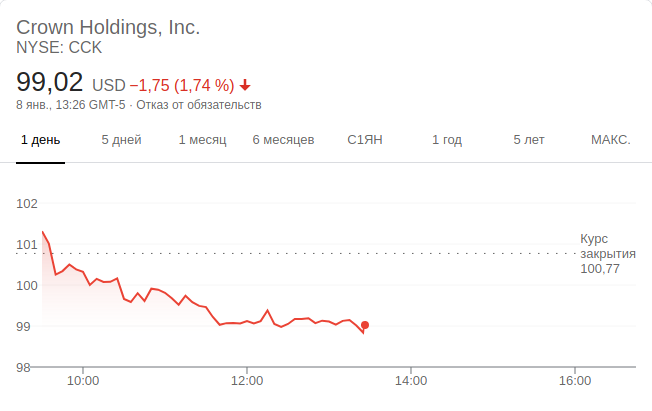 Crown Holdings, Inc.
NYSE: CCK
99,02 USD −1,75 (1,74 %)
8 янв., 13:26 GMT-5 · Отказ от обязательств
1 день 5 дней 1 месяц 6 месяцев С1ЯН 1 год 5 лет МАКС.
102
101
100
99
98
Курс
закрытия
100,77
10:00 12:00 14:00 16:00